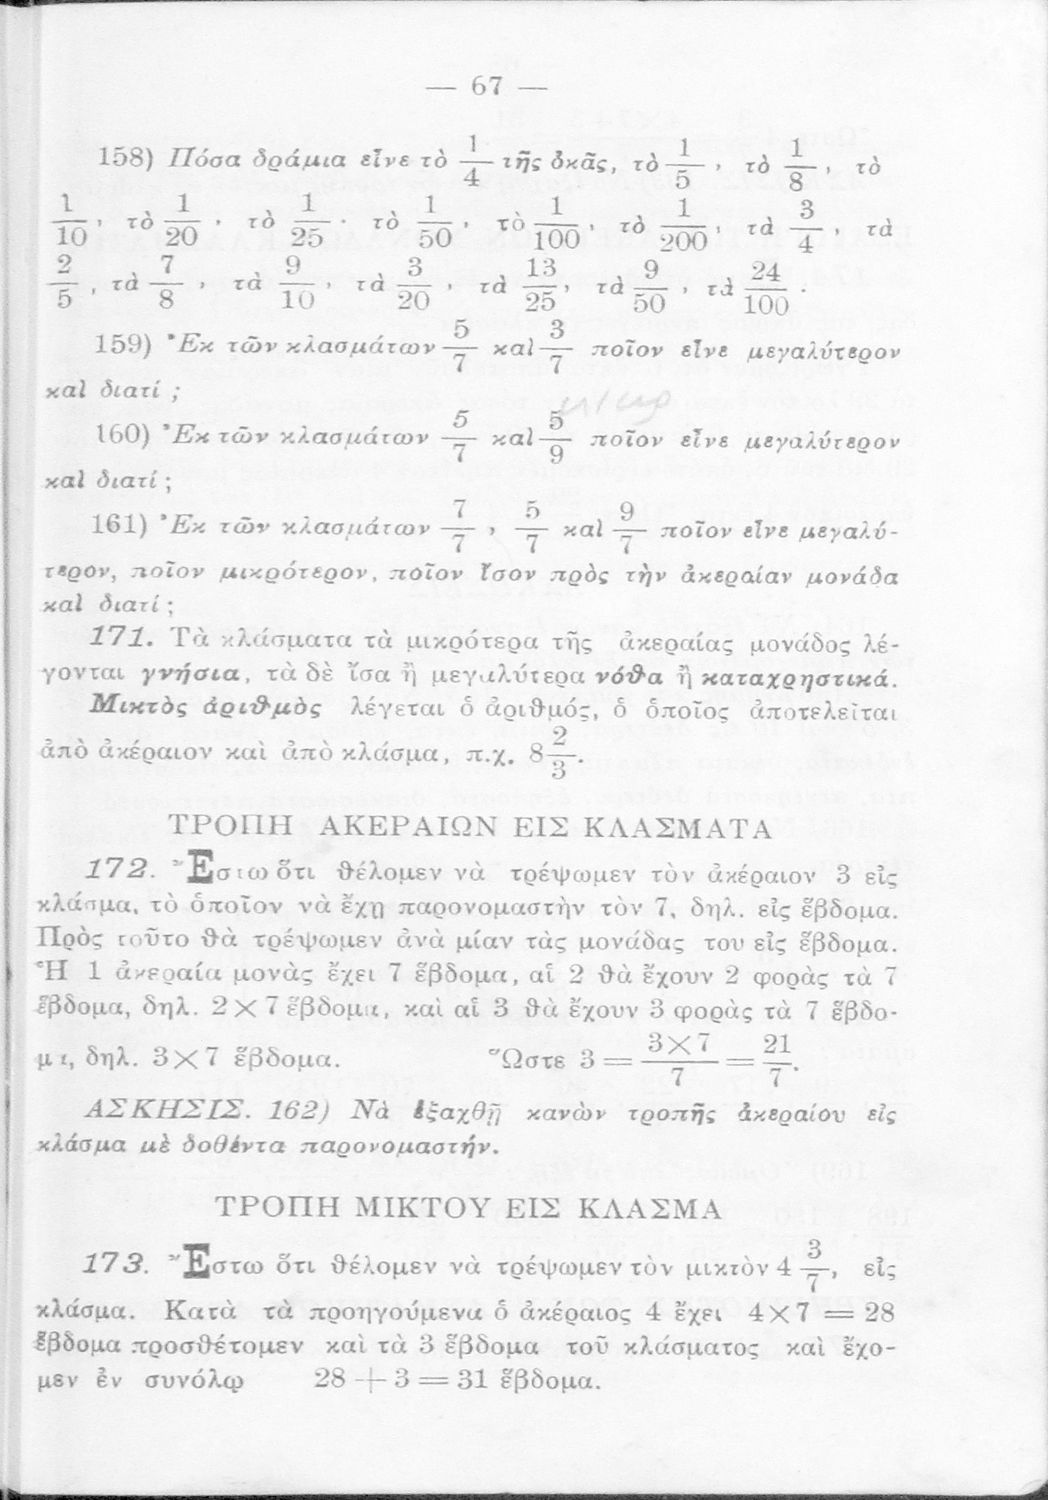 — 67 —
158) Πόσα δράμια εἶνε τὸ 1/4 τῆς ὀκᾶς, τὸ 1/5, τὸ 1/8, τὸ
1/10, τὸ 1/20, τὸ 1/25. τὸ 1/50, τὸ 1/100, τὸ 1/200, τὰ 3/4, τὰ
2/5, τὰ 7/8, τὰ 9/10, τὰ 3/20, τὰ 13/25, τὰ 9/50, τὰ 24/100.
159) Ἐκ τῶν κλασμάτων 5/7 καὶ 3/7 ποῖον εἶνε μεγαλύτερον
καὶ διατί ;
160) Ἐκ τῶν κλασμάτων 5/7 καὶ 5/9 ποῖον εἶνε μεγαλύτερον
καὶ διατί ;
161) Ἐκ τῶν κλασμάτων 7/7, 5/7 καὶ 9/7 ποῖον εἶνε μεγαλύ-
τερον, ποῖον μικρότερον, ποῖον ἴσον πρὸς τὴν ἀκεραίαν μονάδα
καὶ διατί ;
171. Τὰ κλάσματα τὰ μικρότερα τῆς ἀκεραίας μονάδος λέ-
γονται γνήσια, τὰ δὲ ἴσα ἢ μεγαλύτερα νόθα ἢ καταχρηστικά.
Μικτὸς ἀριθμὸς λέγεται ὁ ἀριθμός, ὁ ὁποῖος ἀποτελεῖται
ἀπὸ ἀκέραιον καὶ ἀπὸ κλάσμα, π.χ. 8 2/3.
ΤΡΟΠΗ ΑΚΕΡΑΙΩΝ ΕΙΣ ΚΛΑΣΜΑΤΑ
172. Ἔστω ὅτι θέλομεν νὰ τρέψωμεν τὸν ἀκέραιον 3 εἰς
κλάσμα, τὸ ὁποῖον νὰ ἔχῃ παρονομαστὴν τὸν 7, δηλ. εἰς ἕβδομα.
Πρὸς τοῦτο θὰ τρέψωμεν ἀνὰ μίαν τὰς μονάδας του εἰς ἕβδομα.
Ἡ 1 ἀκεραία μονὰς ἔχει 7 ἕβδομα, αἱ 2 θὰ ἔχουν 2 φορὰς τὰ 7
ἕβδομα, δηλ. 2×7 ἕβδομα, καὶ αἱ 3 θὰ ἔχουν 3 φορὰς τὰ 7 ἕβδο-
μα, δηλ. 3×7 ἕβδομα. Ὥστε 3 = 3×7/7 = 21/7.
ΑΣΚΗΣΙΣ. 162) Νὰ ἐξαχθῇ κανὼν τροπῆς ἀκεραίου εἰς
κλάσμα μὲ δοθέντα παρονομαστήν.
ΤΡΟΠΗ ΜΙΚΤΟΥ ΕΙΣ ΚΛΑΣΜΑ
173. Ἔστω ὅτι θέλομεν νὰ τρέψωμεν τὸν μικτὸν 4 3/7, εἰς
κλάσμα. Κατὰ τὰ προηγούμενα ὁ ἀκέραιος 4 ἔχει 4×7 = 28
ἕβδομα προσθέτομεν καὶ τὰ 3 ἕβδομα τοῦ κλάσματος καὶ ἔχο-
μεν ἐν συνόλῳ 28 + 3 = 31 ἕβδομα.